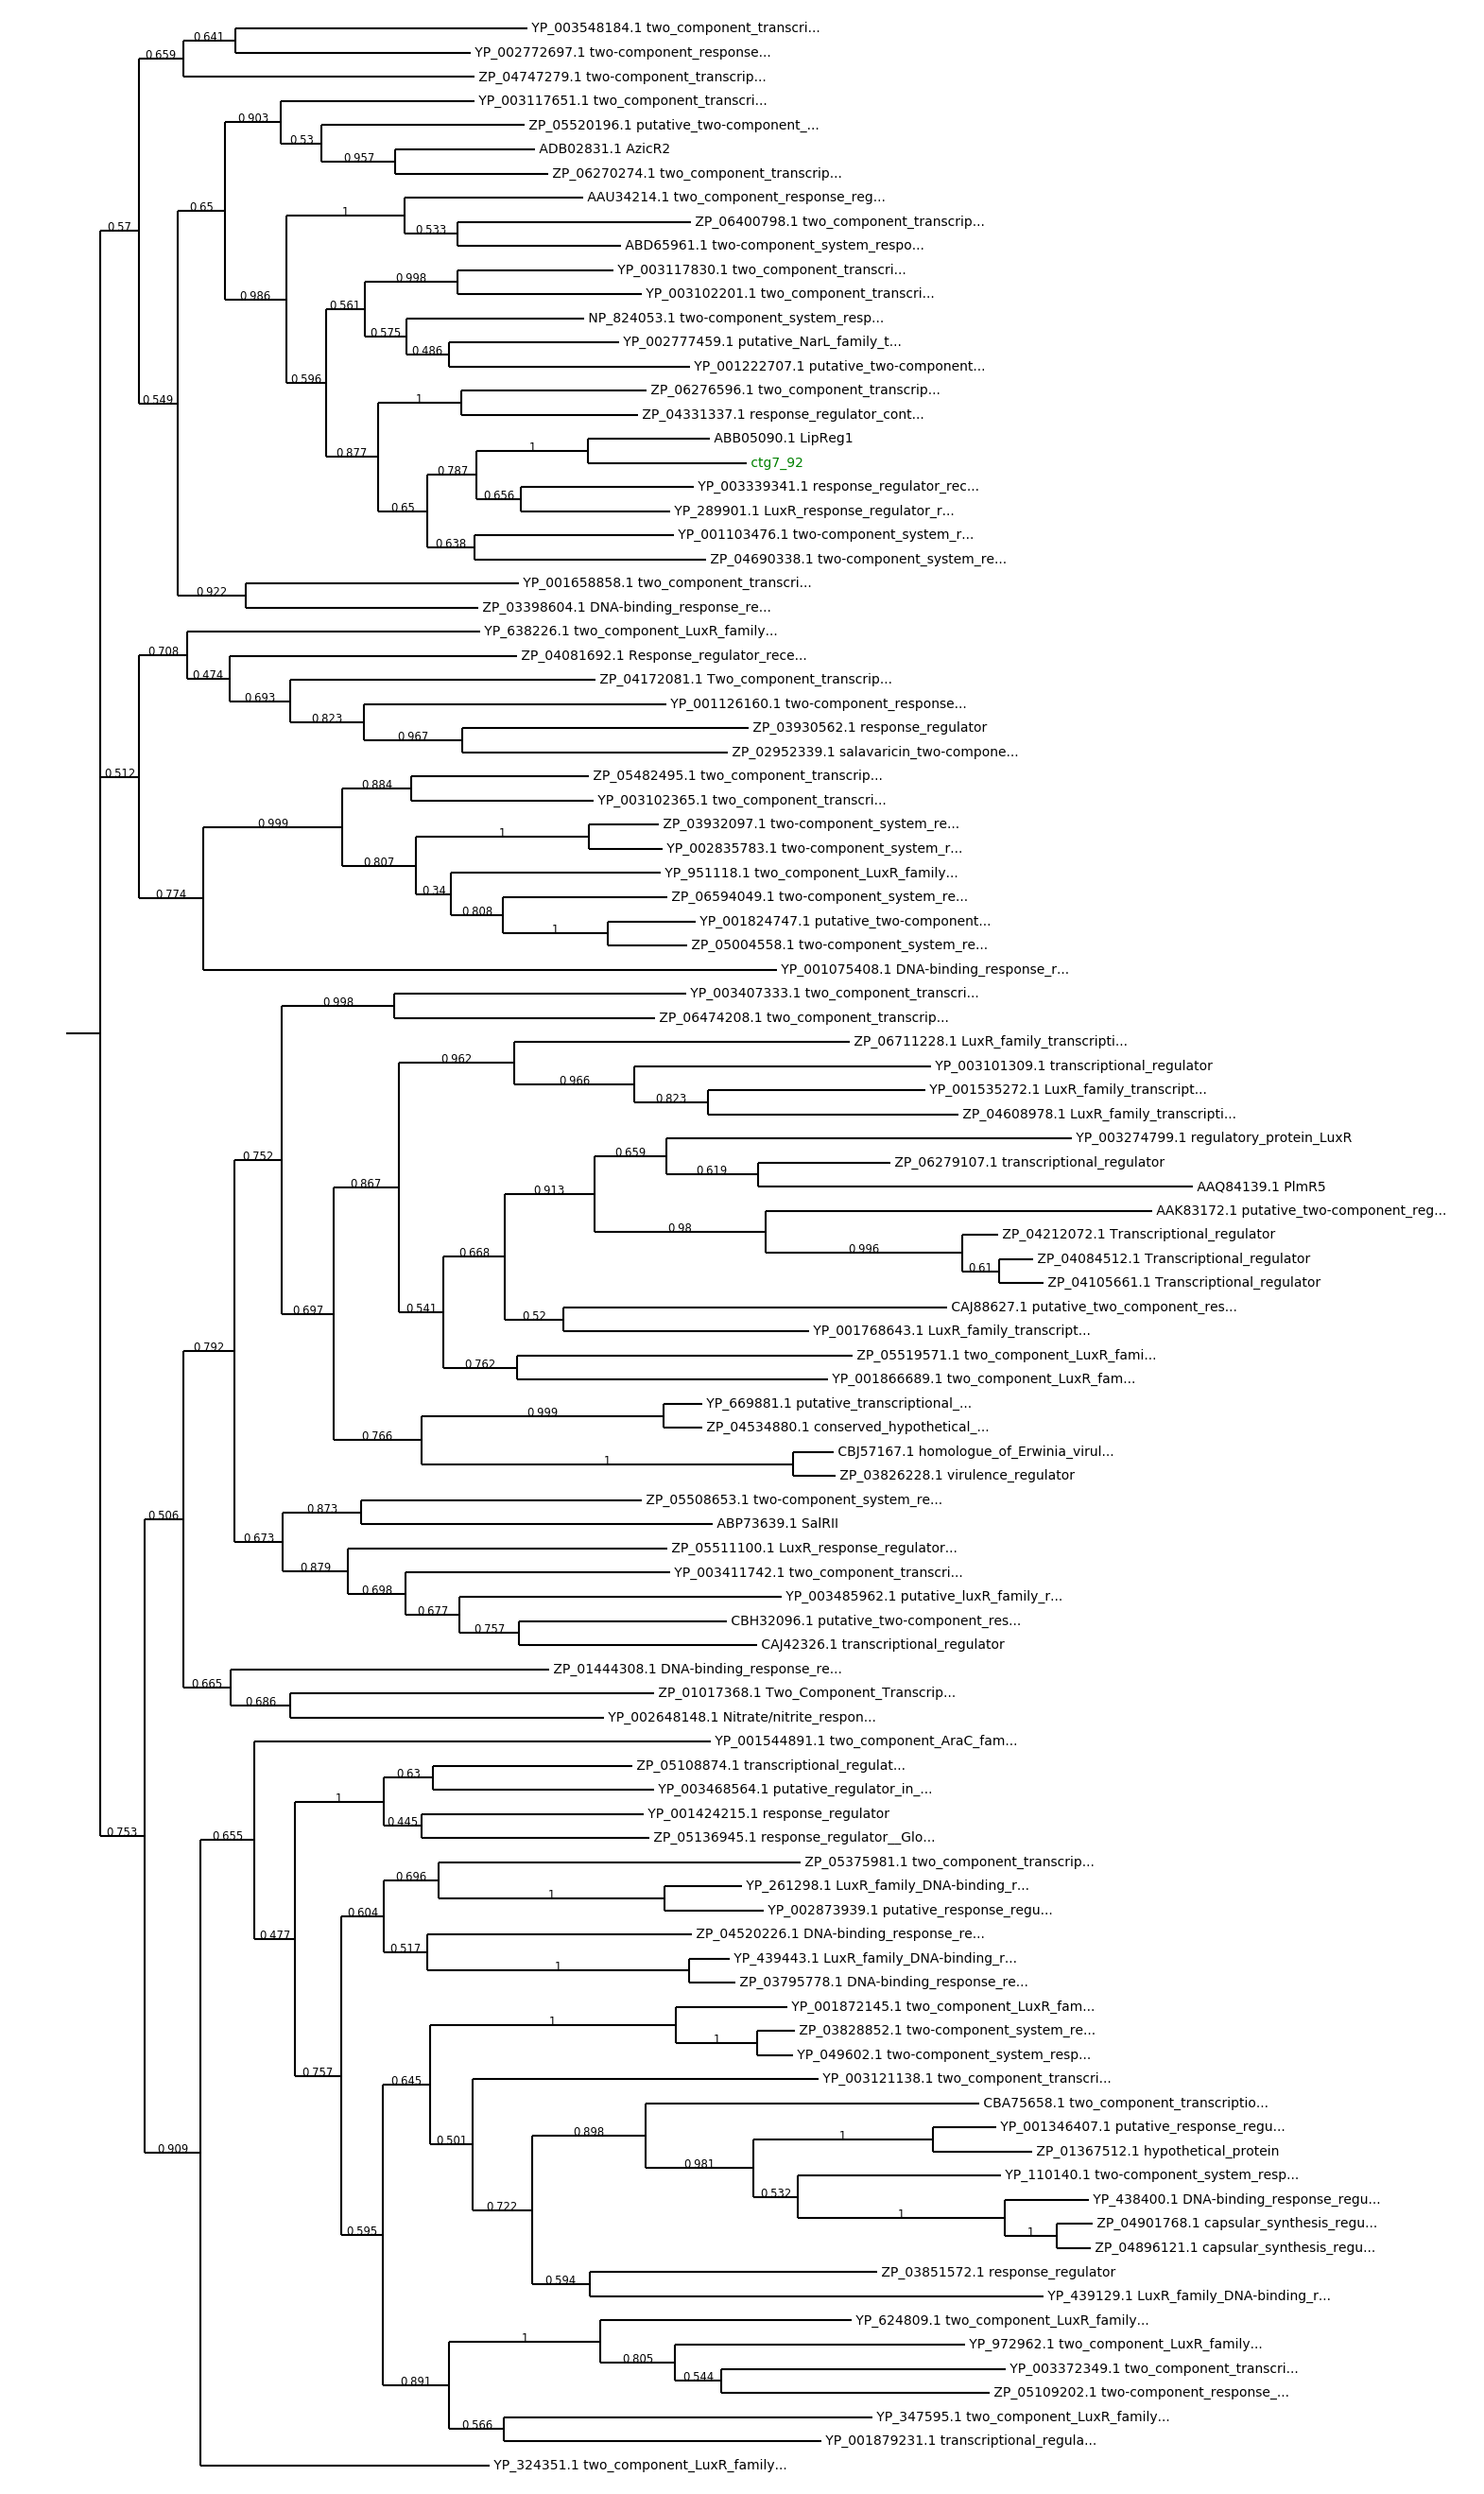 YP_003548184.1 two_component_transcri...
0.641
YP_002772697.1 two-component_response...
0.659
ZP_04747279.1 two-component_transcrip...
YP_003117651.1 two_component_transcri...
0.903
ZP_05520196.1 putative_two-component_...
0.53
ADB02831.1 AzicR2
0.957
ZP_06270274.1 two_component_transcrip...
AAU34214.1 two_component_response_reg...
0.65
1
ZP_06400798.1 two_component_transcrip...
0.57
0.533
ABD65961.1 two-component_system_respo...
YP_003117830.1 two_component_transcri...
0.998
YP_003102201.1 two_component_transcri...
0.986
0.561
NP_824053.1 two-component_system_resp...
0.575
YP_002777459.1 putative_NarL_family_t...
0.486
YP_001222707.1 putative_two-component...
0.596
ZP_06276596.1 two_component_transcrip...
0.549
1
ZP_04331337.1 response_regulator_cont...
ABB05090.1 LipReg1
1
0.877
ctg7_92
0.787
YP_003339341.1 response_regulator_rec...
0.656
0.65
YP_289901.1 LuxR_response_regulator_r...
YP_001103476.1 two-component_system_r...
0.638
ZP_04690338.1 two-component_system_re...
YP_001658858.1 two_component_transcri...
0.922
ZP_03398604.1 DNA-binding_response_re...
YP_638226.1 two_component_LuxR_family...
0.708
ZP_04081692.1 Response_regulator_rece...
0.474
ZP_04172081.1 Two_component_transcrip...
0.693
YP_001126160.1 two-component_response...
0.823
ZP_03930562.1 response_regulator
0.967
ZP_02952339.1 salavaricin_two-compone...
0.512
ZP_05482495.1 two_component_transcrip...
0.884
YP_003102365.1 two_component_transcri...
0.999
ZP_03932097.1 two-component_system_re...
1
YP_002835783.1 two-component_system_r...
0.807
YP_951118.1 two_component_LuxR_family...
0.34
0.774
ZP_06594049.1 two-component_system_re...
0.808
YP_001824747.1 putative_two-component...
1
ZP_05004558.1 two-component_system_re...
YP_001075408.1 DNA-binding_response_r...
YP_003407333.1 two_component_transcri...
0.998
ZP_06474208.1 two_component_transcrip...
ZP_06711228.1 LuxR_family_transcripti...
0.962
YP_003101309.1 transcriptional_regulator
0.966
YP_001535272.1 LuxR_family_transcript...
0.823
ZP_04608978.1 LuxR_family_transcripti...
YP_003274799.1 regulatory_protein_LuxR
0.659
0.752
ZP_06279107.1 transcriptional_regulator
0.619
0.867
AAQ84139.1 PlmR5
0.913
AAK83172.1 putative_two-component_reg...
0.98
ZP_04212072.1 Transcriptional_regulator
0.996
0.668
ZP_04084512.1 Transcriptional_regulator
0.61
ZP_04105661.1 Transcriptional_regulator
0.697
0.541
CAJ88627.1 putative_two_component_res...
0.52
YP_001768643.1 LuxR_family_transcript...
0.792
ZP_05519571.1 two_component_LuxR_fami...
0.762
YP_001866689.1 two_component_LuxR_fam...
YP_669881.1 putative_transcriptional_...
0.999
ZP_04534880.1 conserved_hypothetical_...
0.766
CBJ57167.1 homologue_of_Erwinia_virul...
1
ZP_03826228.1 virulence_regulator
ZP_05508653.1 two-component_system_re...
0.873
0.506
ABP73639.1 SalRII
0.673
ZP_05511100.1 LuxR_response_regulator...
0.879
YP_003411742.1 two_component_transcri...
0.698
YP_003485962.1 putative_luxR_family_r...
0.677
CBH32096.1 putative_two-component_res...
0.757
CAJ42326.1 transcriptional_regulator
ZP_01444308.1 DNA-binding_response_re...
0.665
ZP_01017368.1 Two_Component_Transcrip...
0.686
YP_002648148.1 Nitrate/nitrite_respon...
YP_001544891.1 two_component_AraC_fam...
ZP_05108874.1 transcriptional_regulat...
0.63
YP_003468564.1 putative_regulator_in_...
1
YP_001424215.1 response_regulator
0.445
0.753
0.655
ZP_05136945.1 response_regulator__Glo...
ZP_05375981.1 two_component_transcrip...
0.696
YP_261298.1 LuxR_family_DNA-binding_r...
1
YP_002873939.1 putative_response_regu...
0.604
0.477
ZP_04520226.1 DNA-binding_response_re...
0.517
YP_439443.1 LuxR_family_DNA-binding_r...
1
ZP_03795778.1 DNA-binding_response_re...
YP_001872145.1 two_component_LuxR_fam...
1
ZP_03828852.1 two-component_system_re...
1
YP_049602.1 two-component_system_resp...
0.757
YP_003121138.1 two_component_transcri...
0.645
CBA75658.1 two_component_transcriptio...
YP_001346407.1 putative_response_regu...
0.898
1
0.501
ZP_01367512.1 hypothetical_protein
0.909
0.981
YP_110140.1 two-component_system_resp...
0.532
YP_438400.1 DNA-binding_response_regu...
0.722
1
ZP_04901768.1 capsular_synthesis_regu...
0.595
1
ZP_04896121.1 capsular_synthesis_regu...
ZP_03851572.1 response_regulator
0.594
YP_439129.1 LuxR_family_DNA-binding_r...
YP_624809.1 two_component_LuxR_family...
1
YP_972962.1 two_component_LuxR_family...
0.805
YP_003372349.1 two_component_transcri...
0.544
0.891
ZP_05109202.1 two-component_response_...
YP_347595.1 two_component_LuxR_family...
0.566
YP_001879231.1 transcriptional_regula...
YP_324351.1 two_component_LuxR_family...